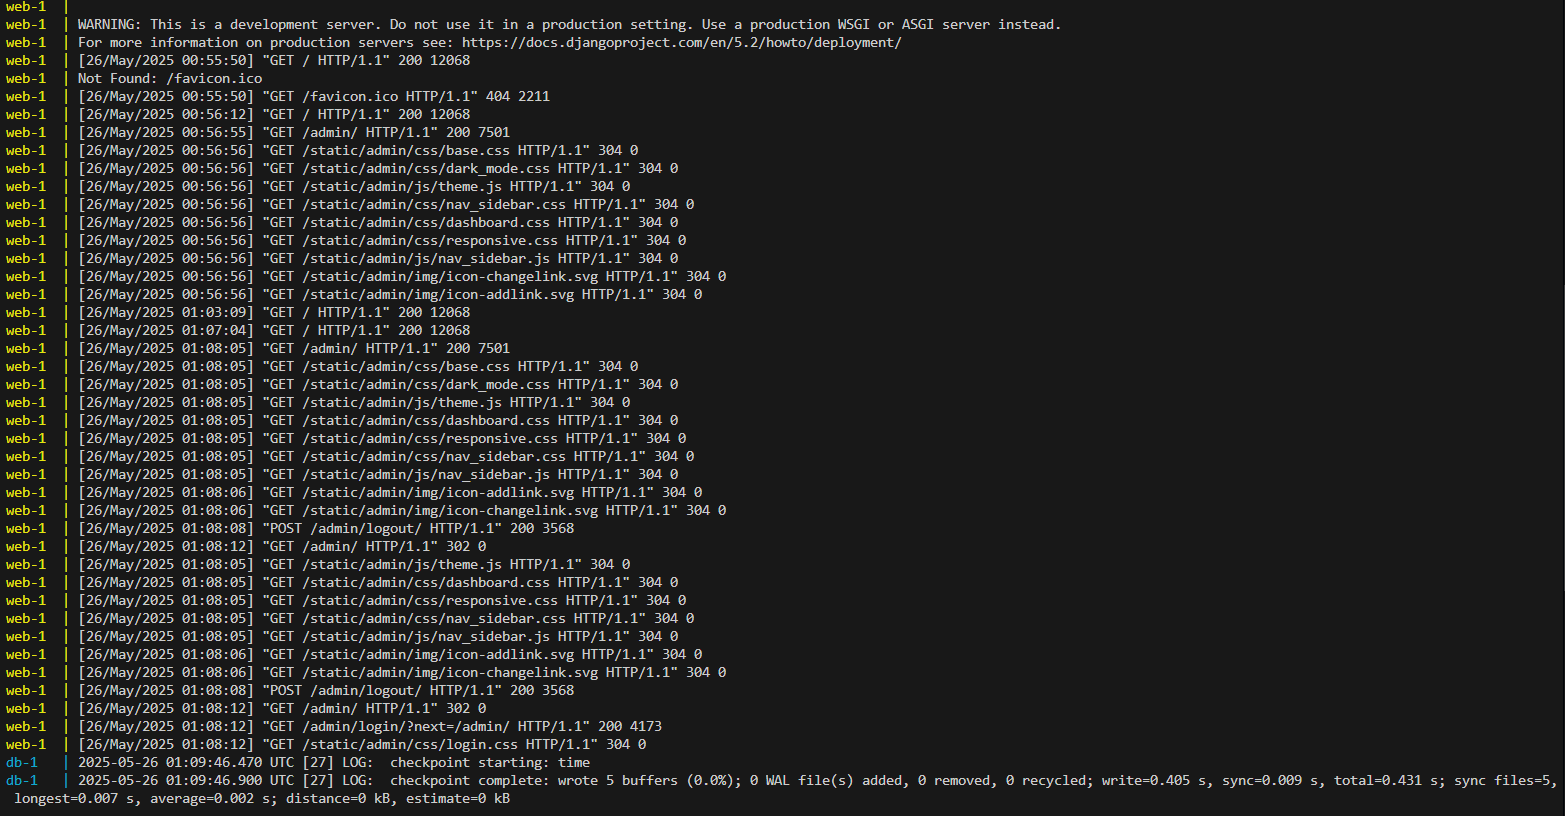 web-1  |
web-1  | WARNING: This is a development server. Do not use it in a production setting. Use a production WSGI or ASGI server instead.
web-1  | For more information on production servers see: https://docs.djangoproject.com/en/5.2/howto/deployment/
web-1  | [26/May/2025 00:55:50] "GET / HTTP/1.1" 200 12068
web-1  | Not Found: /favicon.ico
web-1  | [26/May/2025 00:55:50] "GET /favicon.ico HTTP/1.1" 404 2211
web-1  | [26/May/2025 00:56:12] "GET / HTTP/1.1" 200 12068
web-1  | [26/May/2025 00:56:55] "GET /admin/ HTTP/1.1" 200 7501
web-1  | [26/May/2025 00:56:56] "GET /static/admin/css/base.css HTTP/1.1" 304 0
web-1  | [26/May/2025 00:56:56] "GET /static/admin/css/dark_mode.css HTTP/1.1" 304 0
web-1  | [26/May/2025 00:56:56] "GET /static/admin/js/theme.js HTTP/1.1" 304 0
web-1  | [26/May/2025 00:56:56] "GET /static/admin/css/nav_sidebar.css HTTP/1.1" 304 0
web-1  | [26/May/2025 00:56:56] "GET /static/admin/css/dashboard.css HTTP/1.1" 304 0
web-1  | [26/May/2025 00:56:56] "GET /static/admin/css/responsive.css HTTP/1.1" 304 0
web-1  | [26/May/2025 00:56:56] "GET /static/admin/js/nav_sidebar.js HTTP/1.1" 304 0
web-1  | [26/May/2025 00:56:56] "GET /static/admin/img/icon-changelink.svg HTTP/1.1" 304 0
web-1  | [26/May/2025 00:56:56] "GET /static/admin/img/icon-addlink.svg HTTP/1.1" 304 0
web-1  | [26/May/2025 01:03:09] "GET / HTTP/1.1" 200 12068
web-1  | [26/May/2025 01:07:04] "GET / HTTP/1.1" 200 12068
web-1  | [26/May/2025 01:08:05] "GET /admin/ HTTP/1.1" 200 7501
web-1  | [26/May/2025 01:08:05] "GET /static/admin/css/base.css HTTP/1.1" 304 0
web-1  | [26/May/2025 01:08:05] "GET /static/admin/css/dark_mode.css HTTP/1.1" 304 0
web-1  | [26/May/2025 01:08:05] "GET /static/admin/js/theme.js HTTP/1.1" 304 0
web-1  | [26/May/2025 01:08:05] "GET /static/admin/css/dashboard.css HTTP/1.1" 304 0
web-1  | [26/May/2025 01:08:05] "GET /static/admin/css/responsive.css HTTP/1.1" 304 0
web-1  | [26/May/2025 01:08:05] "GET /static/admin/css/nav_sidebar.css HTTP/1.1" 304 0
web-1  | [26/May/2025 01:08:05] "GET /static/admin/js/nav_sidebar.js HTTP/1.1" 304 0
web-1  | [26/May/2025 01:08:06] "GET /static/admin/img/icon-addlink.svg HTTP/1.1" 304 0
web-1  | [26/May/2025 01:08:06] "GET /static/admin/img/icon-changelink.svg HTTP/1.1" 304 0
web-1  | [26/May/2025 01:08:08] "POST /admin/logout/ HTTP/1.1" 200 3568
web-1  | [26/May/2025 01:08:12] "GET /admin/ HTTP/1.1" 302 0
web-1  | [26/May/2025 01:08:05] "GET /static/admin/js/theme.js HTTP/1.1" 304 0
web-1  | [26/May/2025 01:08:05] "GET /static/admin/css/dashboard.css HTTP/1.1" 304 0
web-1  | [26/May/2025 01:08:05] "GET /static/admin/css/responsive.css HTTP/1.1" 304 0
web-1  | [26/May/2025 01:08:05] "GET /static/admin/css/nav_sidebar.css HTTP/1.1" 304 0
web-1  | [26/May/2025 01:08:05] "GET /static/admin/js/nav_sidebar.js HTTP/1.1" 304 0
web-1  | [26/May/2025 01:08:06] "GET /static/admin/img/icon-addlink.svg HTTP/1.1" 304 0
web-1  | [26/May/2025 01:08:06] "GET /static/admin/img/icon-changelink.svg HTTP/1.1" 304 0
web-1  | [26/May/2025 01:08:08] "POST /admin/logout/ HTTP/1.1" 200 3568
web-1  | [26/May/2025 01:08:12] "GET /admin/ HTTP/1.1" 302 0
web-1  | [26/May/2025 01:08:12] "GET /admin/login/?next=/admin/ HTTP/1.1" 200 4173
web-1  | [26/May/2025 01:08:12] "GET /static/admin/css/login.css HTTP/1.1" 304 0
db-1   | 2025-05-26 01:09:46.470 UTC [27] LOG:  checkpoint starting: time
db-1   | 2025-05-26 01:09:46.900 UTC [27] LOG:  checkpoint complete: wrote 5 buffers (0.0%); 0 WAL file(s) added, 0 removed, 0 recycled; write=0.405 s, sync=0.009 s, total=0.431 s; sync files=5,
 longest=0.007 s, average=0.002 s; distance=0 kB, estimate=0 kB